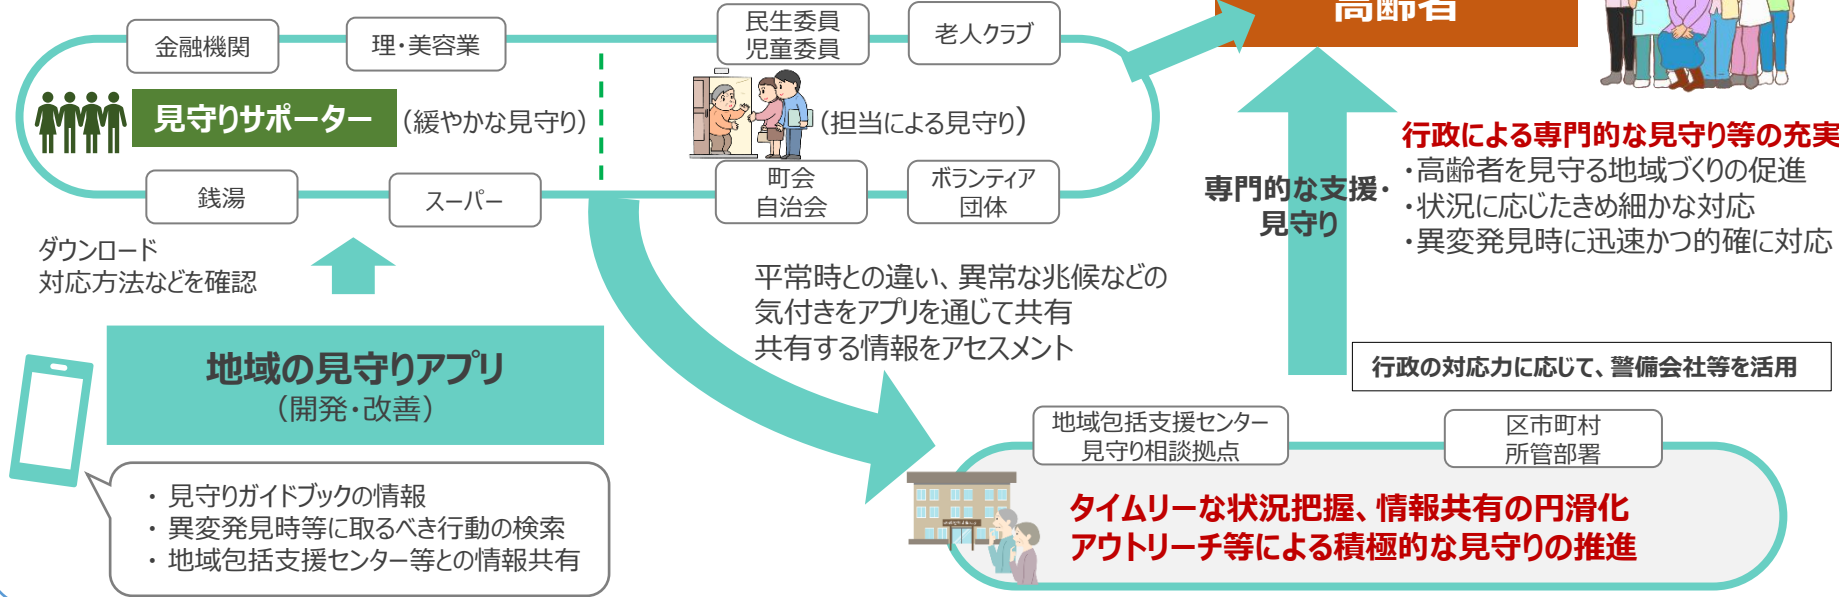 高齢者
金融機関
理・美容業
民生委員
児童委員
老人クラブ
見守りサポーター
(緩やかな見守り)
(担当による見守り)
銭湯
スーパー
町会
自治会
ボランティア
団体
ダウンロード
対応方法などを確認
地域の見守りアプリ
(開発・改善)
・ 見守りガイドブックの情報
・ 異変発見時等に取るべき行動の検索
・ 地域包括支援センター等との情報共有
平常時との違い、異常な兆候などの
気付きをアプリを通じて共有
共有する情報をアセスメント
専門的な支援・
見守り
行政による専門的な見守り等の充実
・高齢者を見守る地域づくりの促進
・状況に応じたきめ細かな対応
・異変発見時に迅速かつ的確に対応
行政の対応力に応じて、警備会社等を活用
地域包括支援センター
見守り相談拠点
区市町村
所管部署
タイムリーな状況把握、情報共有の円滑化
アウトリーチ等による積極的な見守りの推進